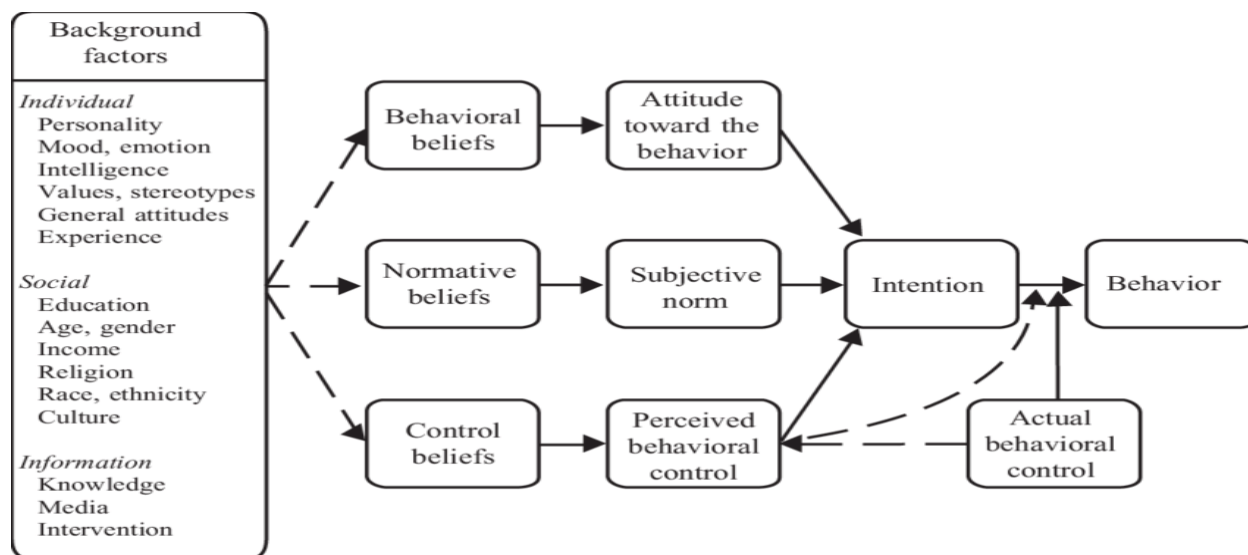 Background
factors
Individual
Personality
Mood, emotion
Intelligence
Values, stereotypes
General attitudes
Experience
Social
Education
Age, gender
Income
Religion
Race, ethnicity
Culture
Information
Knowledge
Media
Intervention
Behavioral
beliefs
Attitude
toward the
behavior
Normative
beliefs
Subjective
norm
Intention
Behavior
Control
beliefs
Perceived
behavioral
control
Actual
behavioral
control